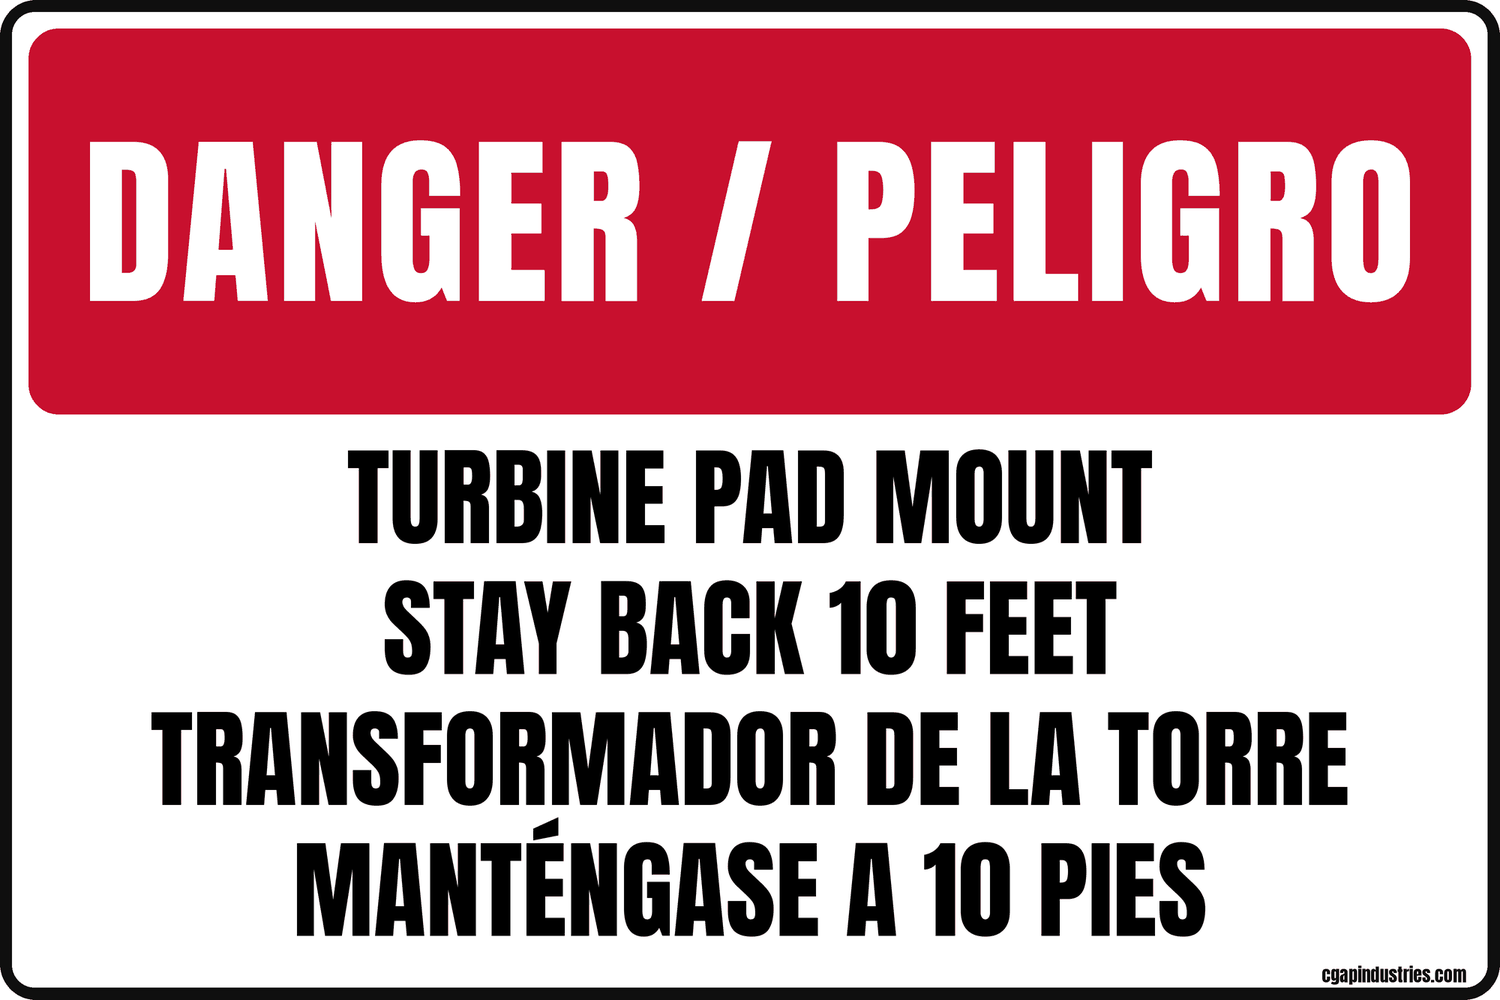 DANGER / PELIGRO
TURBINE PAD MOUNT
STAY BACK 10 FEET
TRANSFORMADOR DE LA TORRE
MANTÉNGASE A 10 PIES
cgapindustries.com